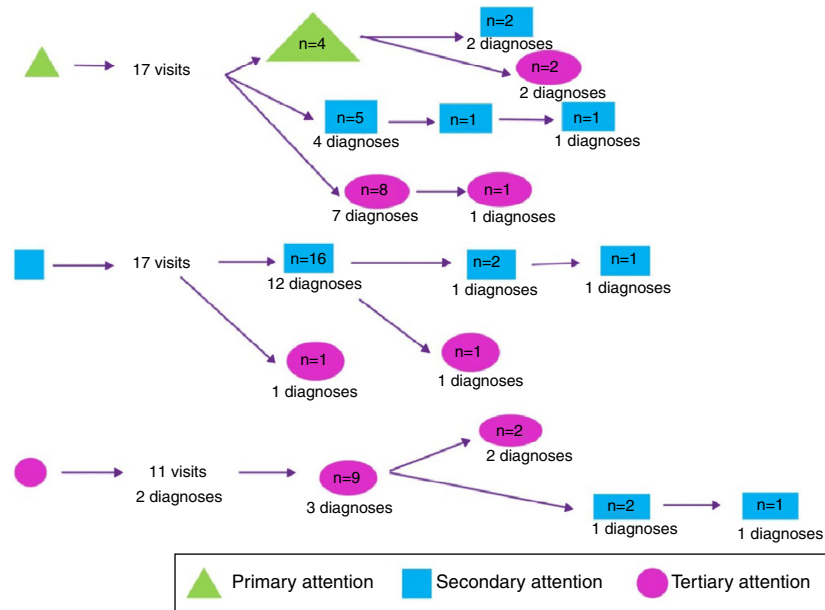 n=4
n=2
2 diagnoses
17 visits
n=2
2 diagnoses
n=5
4 diagnoses
n=1
n=1
1 diagnoses
n=8
7 diagnoses
n=1
1 diagnoses
17 visits
n=16
12 diagnoses
n=2
1 diagnoses
n=1
1 diagnoses
n=1
1 diagnoses
n=1
1 diagnoses
11 visits
2 diagnoses
n=9
3 diagnoses
n=2
2 diagnoses
n=2
1 diagnoses
n=1
1 diagnoses
Primary attention
Secondary attention
Tertiary attention